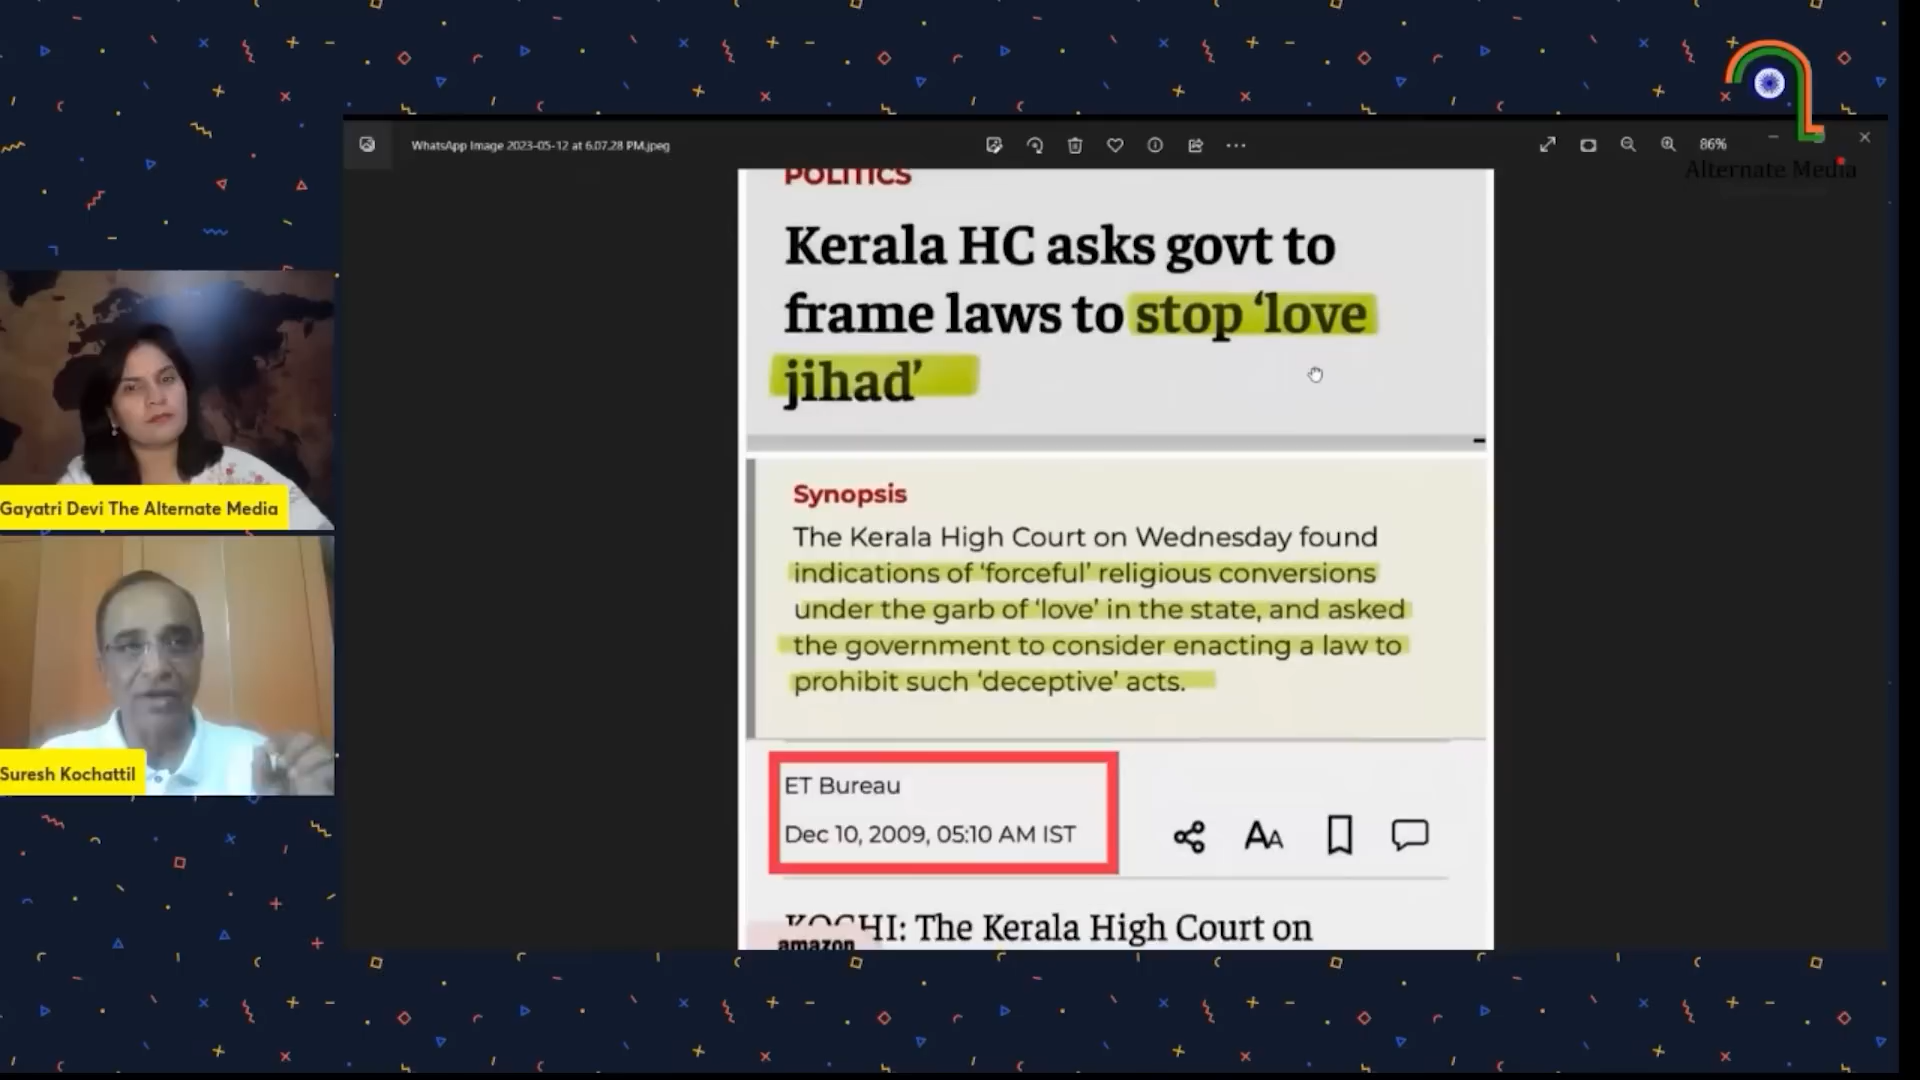 WhatsApp Image 2023-05-12 at 6.07.28 PM.jpeg
86%
Alternate Media
POLITICS
Kerala HC asks govt to
frame laws to stop ‘love
jihad’
Synopsis
The Kerala High Court on Wednesday found
indications of ‘forceful’ religious conversions
under the garb of ‘love’ in the state, and asked
the government to consider enacting a law to
prohibit such ‘deceptive’ acts.
ET Bureau
Dec 10, 2009, 05:10 AM IST
AA
KOCHI: The Kerala High Court on
amazon
Gayatri Devi The Alternate Media
Suresh Kochattil